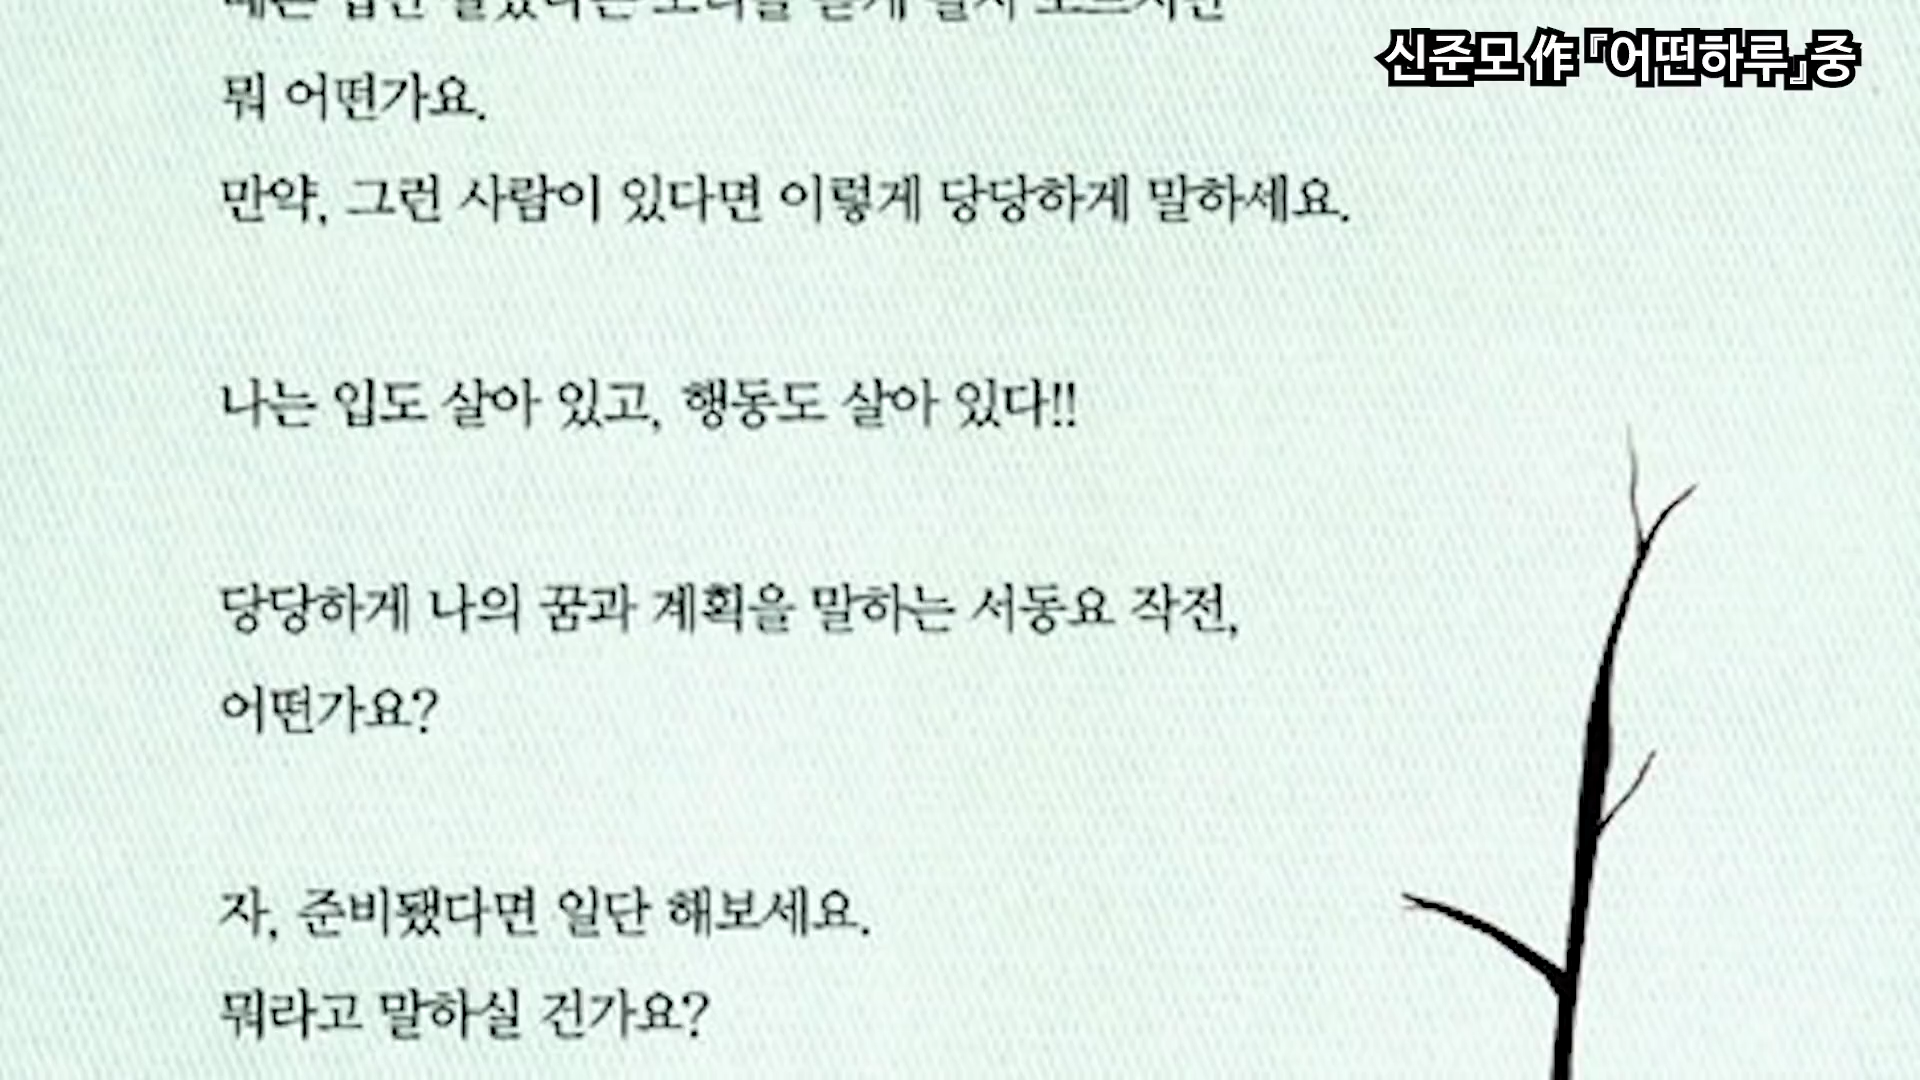 신준모 作 『어떤하루』 중
뭐 어떤가요.
만약, 그런 사람이 있다면 이렇게 당당하게 말하세요.
나는 입도 살아 있고, 행동도 살아 있다!!
당당하게 나의 꿈과 계획을 말하는 서동요 작전,
어떤가요?
자, 준비됐다면 일단 해보세요.
뭐라고 말하실 건가요?